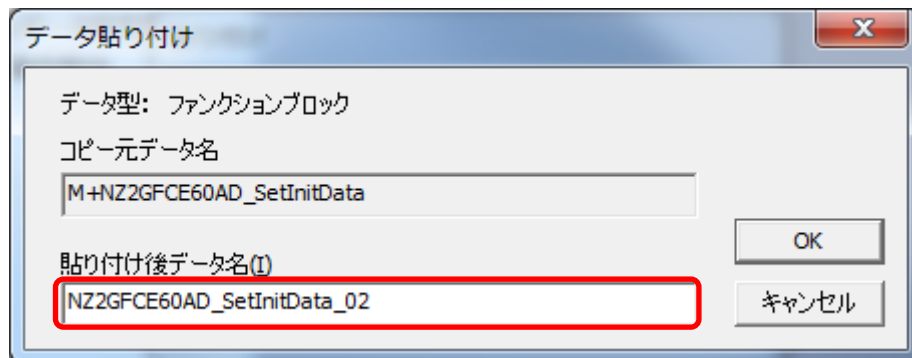 データ貼り付け
データ型: ファンクションブロック
コピー元データ名
M+NZ2GFCE60AD_SetInitData
貼り付け後データ名(I)
NZ2GFCE60AD_SetInitData_02
OK
キャンセル